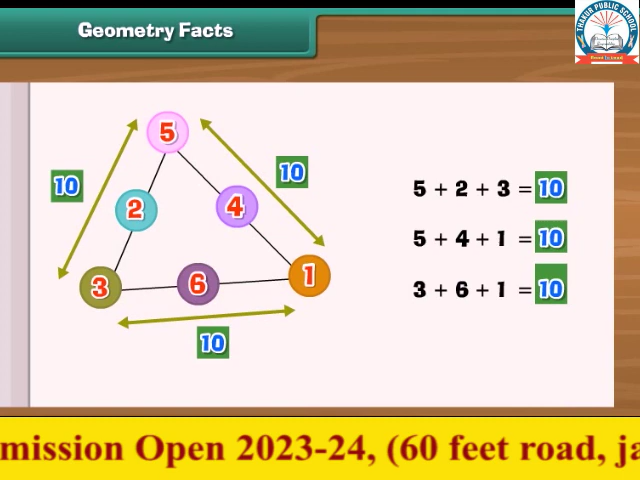 Geometry Facts
THAKUR PUBLIC SCHOOL
5
10
10
2
4
3
6
1
10
5 + 2 + 3 = 10
5 + 4 + 1 = 10
3 + 6 + 1 = 10
mission Open 2023-24, (60 feet road, ja